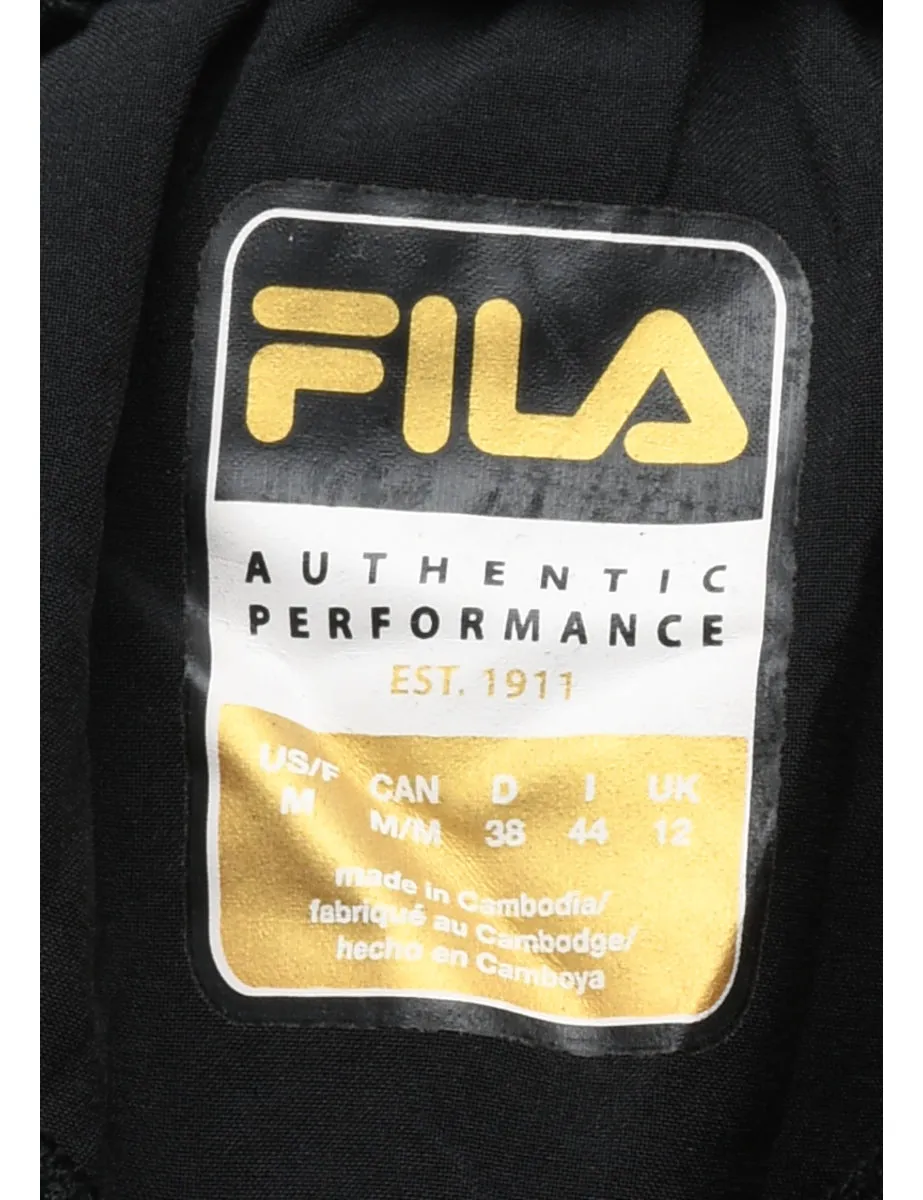 FILA
AUTHENTIC
PERFORMANCE
EST. 1911
US/F CAN D I UK
M M/M 38 44 12
made in Cambodia/
fabriqué au Cambodge/
hecho en Camboya